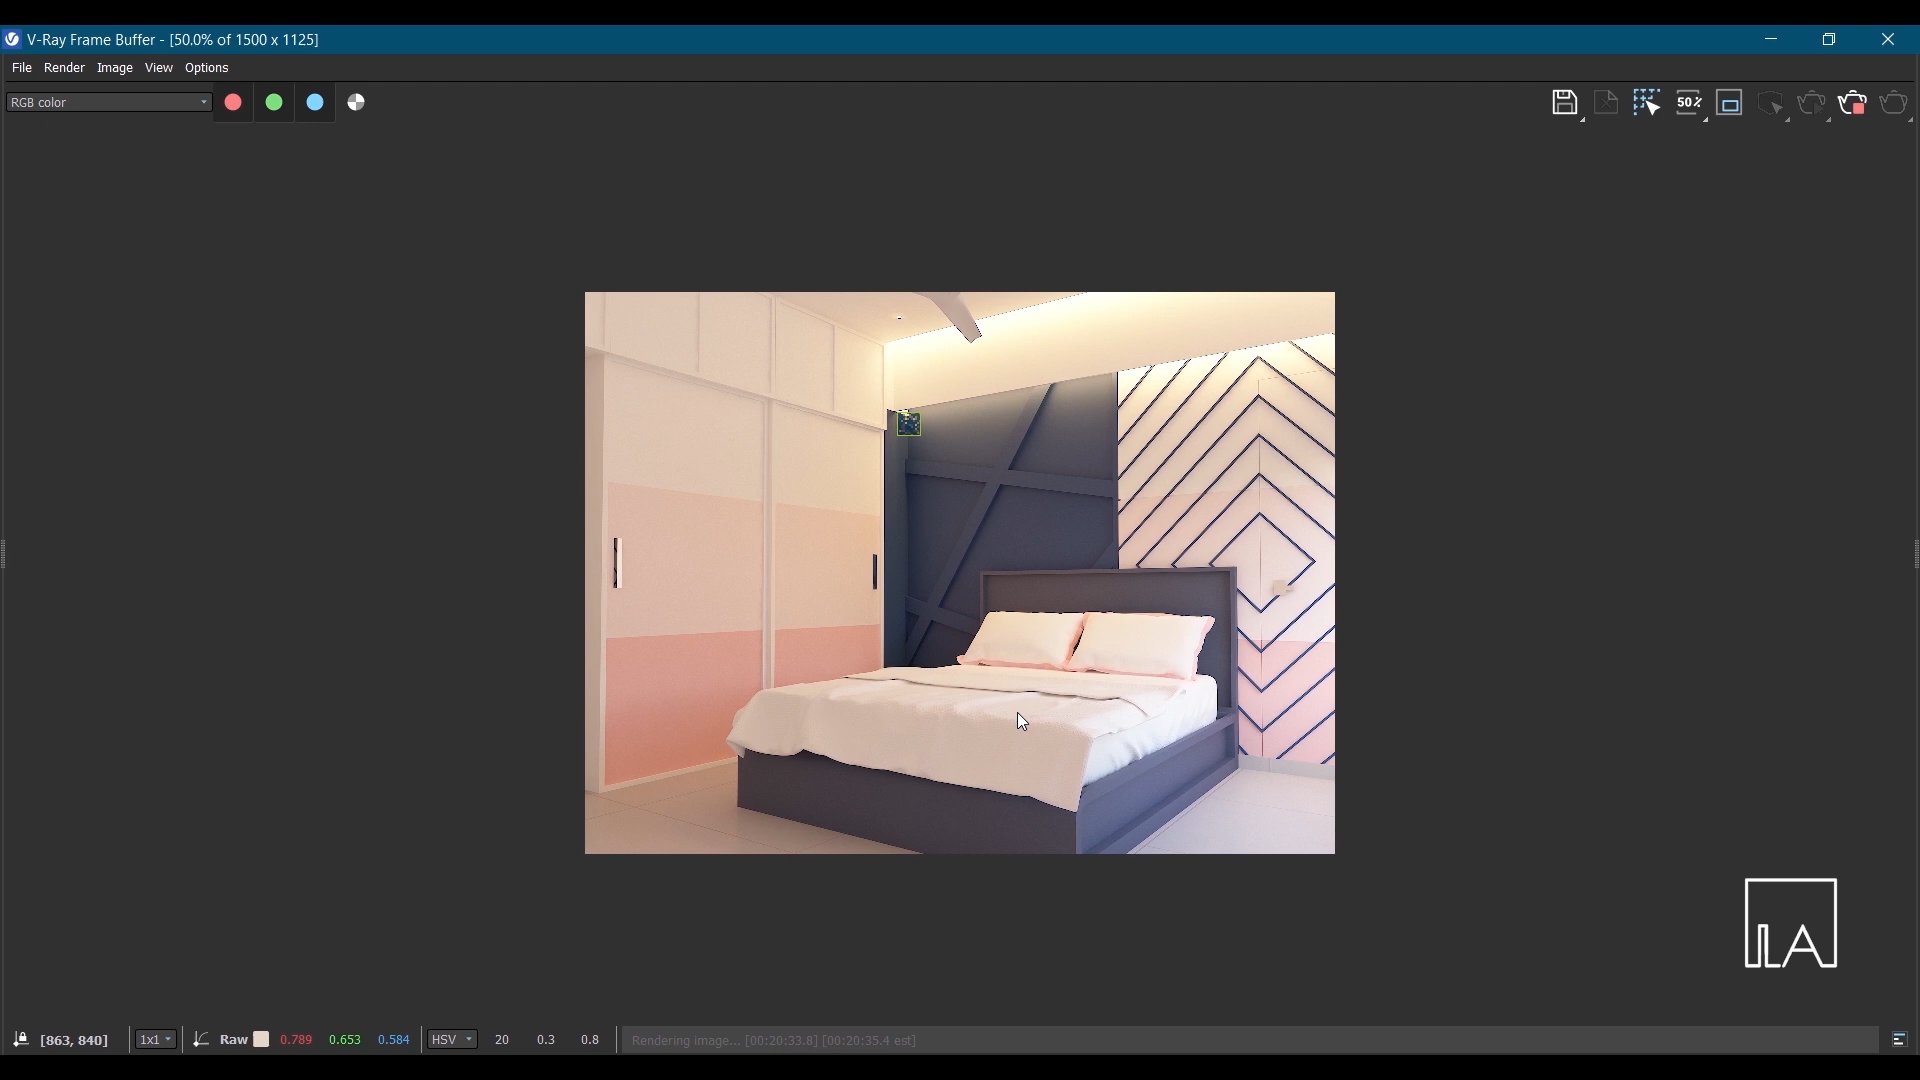 V-Ray Frame Buffer - [50.0% of 1500 x 1125]
File Image Render View Options
RGB color
50%
[863, 840]
1x1
Raw
0.789
0.653
0.584
HSV
20
0.3
0.8
Rendering image... [00:20:33.8] [00:20:35.4 est]
ILA